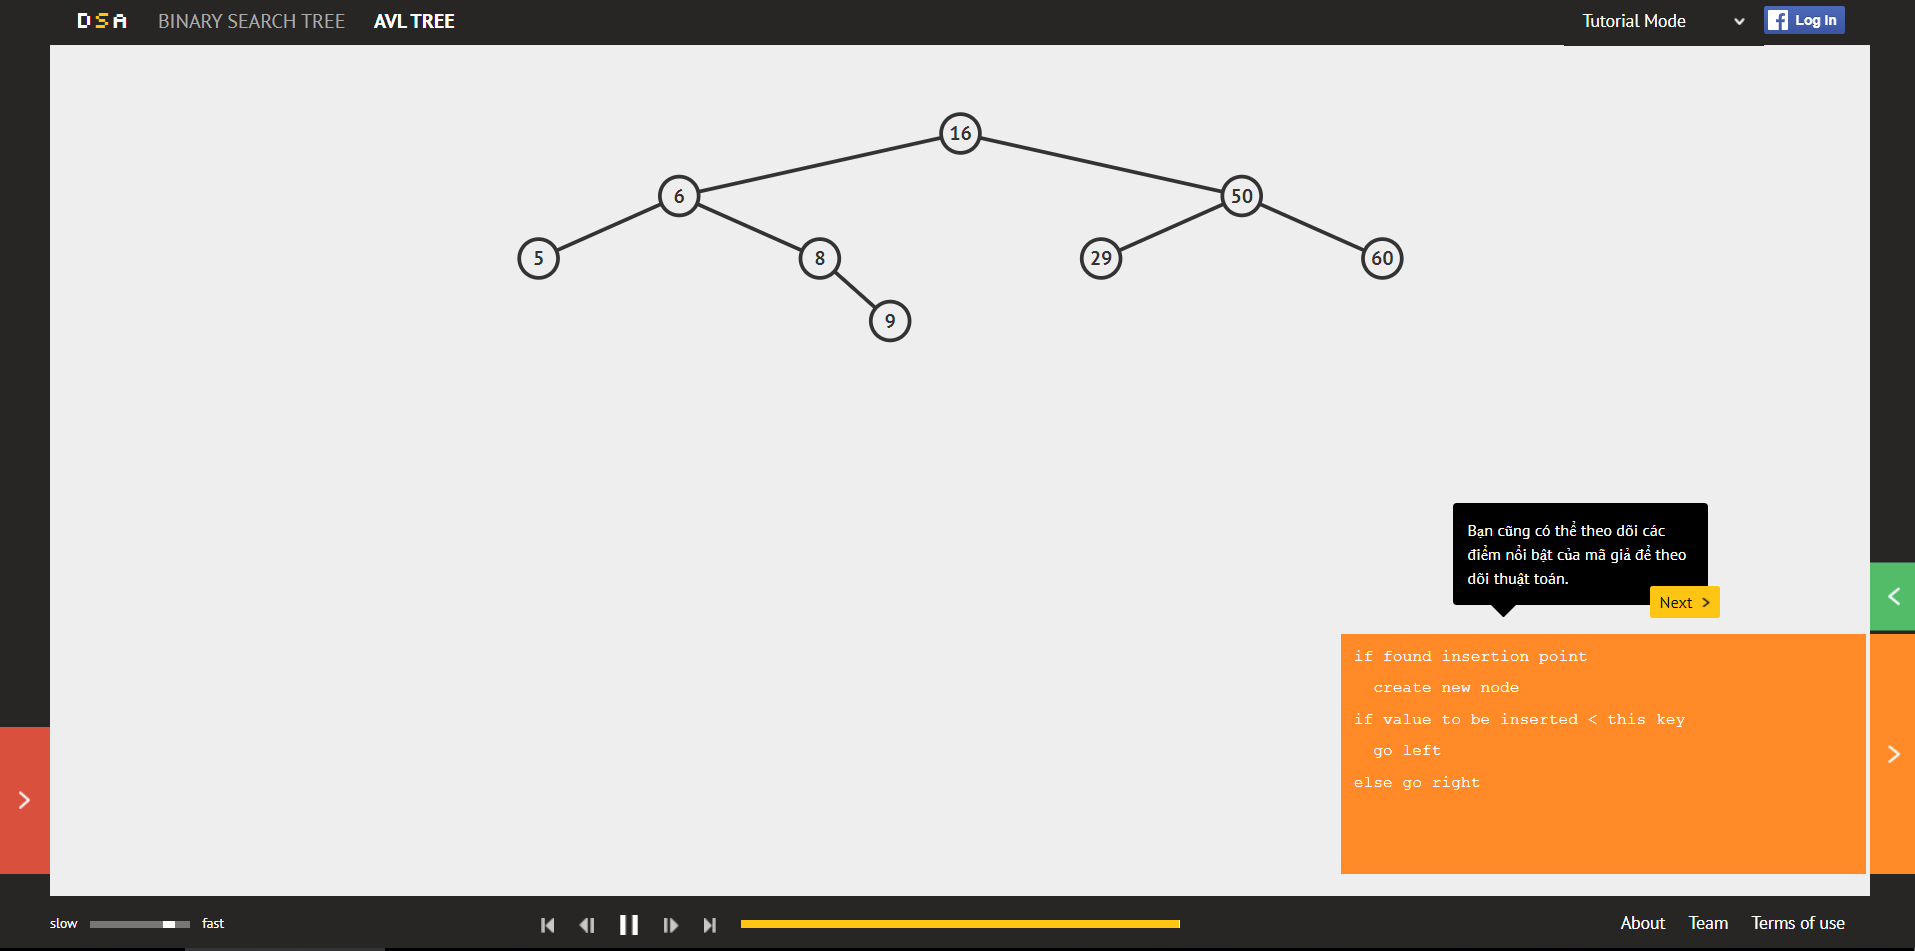 DSA BINARY SEARCH TREE AVL TREE Tutorial Mode Log In
16
6 50
5 8 29 60
9
Bạn cũng có thể theo dõi các
điểm nổi bật của mã giả để theo
dõi thuật toán.
Next
if found insertion point
create new node
if value to be inserted < this key
go left
else go right
slow fast About Team Terms of use